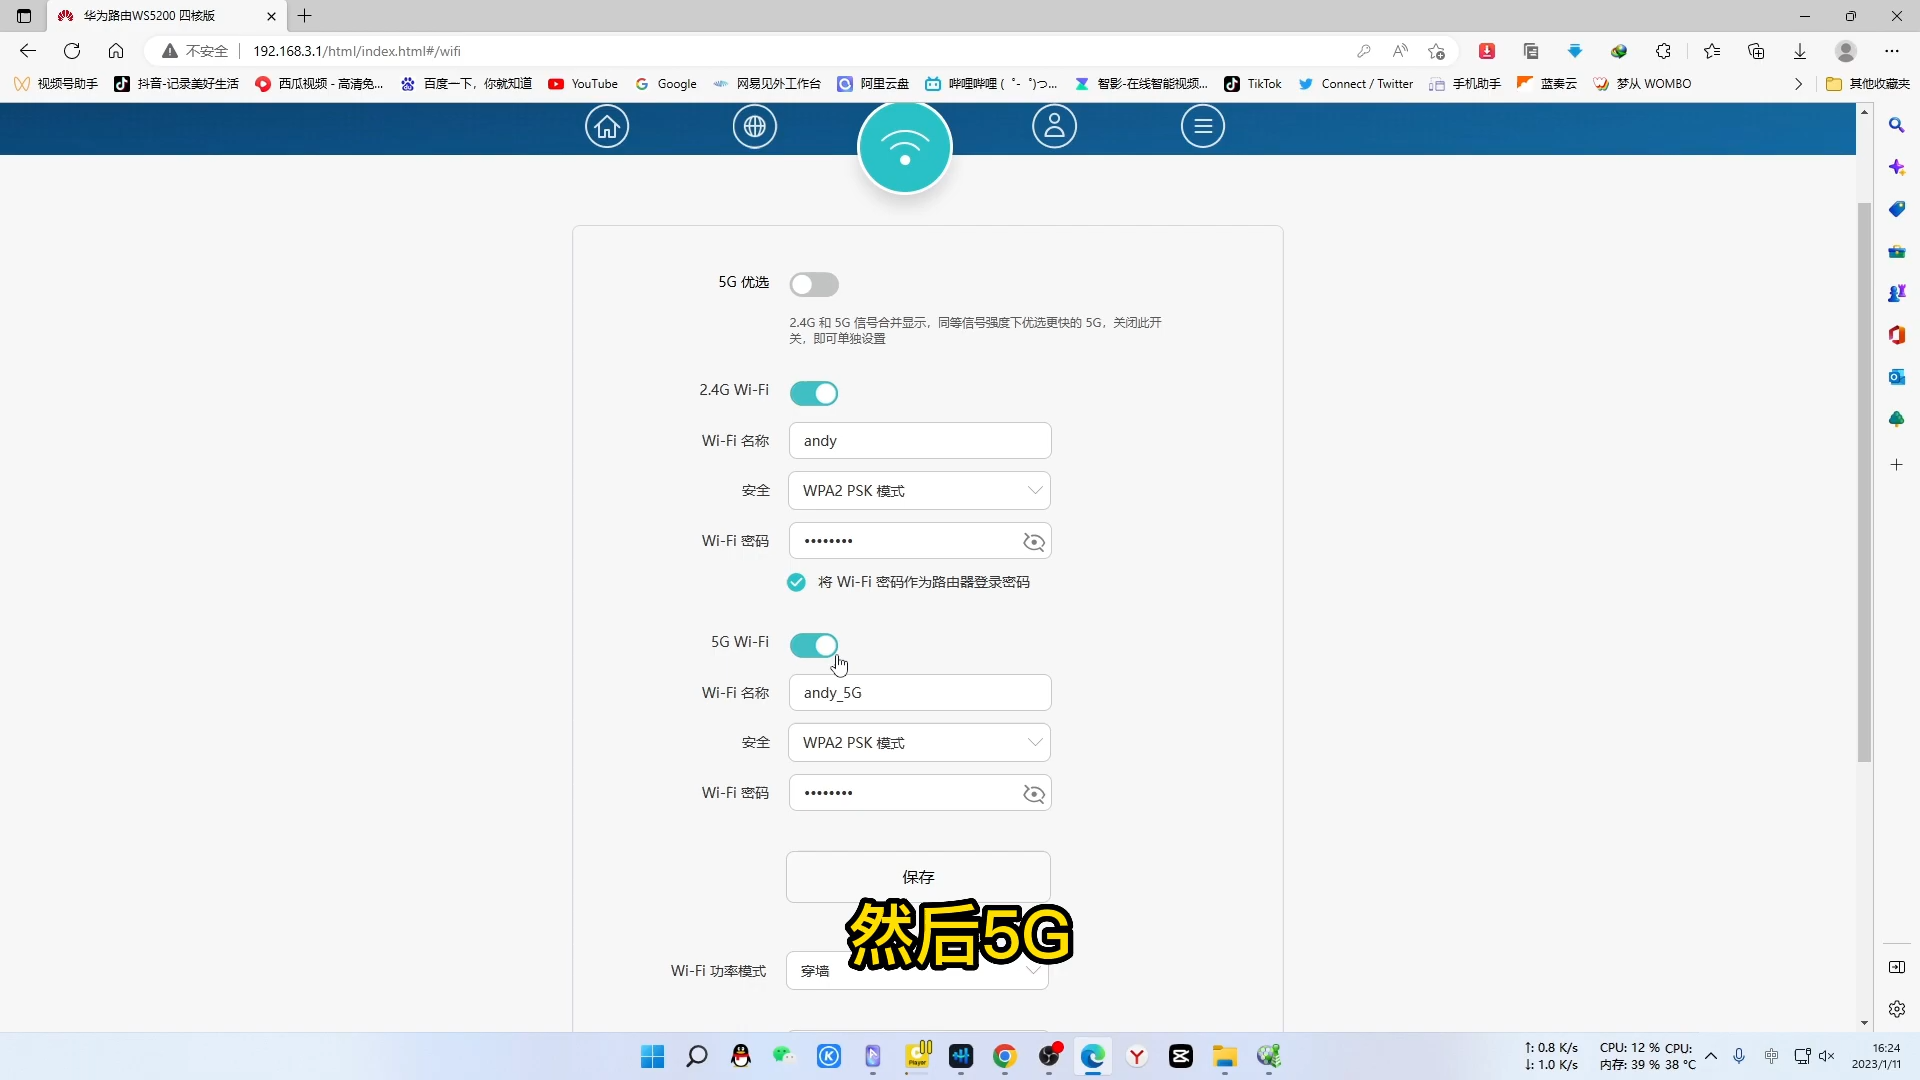 华为路由WS5200 四核版
不安全
192.168.3.1/html/index.html#/wifi
视频号助手
抖音-记录美好生活
西瓜视频 - 高清免...
百度一下，你就知道
YouTube
Google
网易见外工作台
阿里云盘
哔哩哔哩 ( ゜- ゜)つ...
智影-在线智能视频...
TikTok
Connect / Twitter
手机助手
蓝奏云
梦从 WOMBO
其他收藏夹
5G 优选
2.4G 和 5G 信号合并显示，同等信号强度下优选更快的 5G，关闭此开
关，即可单独设置
2.4G Wi-Fi
Wi-Fi 名称
andy
安全
WPA2 PSK 模式
Wi-Fi 密码
••••••••
将 Wi-Fi 密码作为路由器登录密码
5G Wi-Fi
Wi-Fi 名称
andy_5G
安全
WPA2 PSK 模式
Wi-Fi 密码
••••••••
保存
然后5G
Wi-Fi 功率模式
穿墙
Player
↑: 0.8 K/s
↓: 1.0 K/s
CPU: 12 % CPU:
内存: 39 % 38 °C
中
16:24
2023/1/11